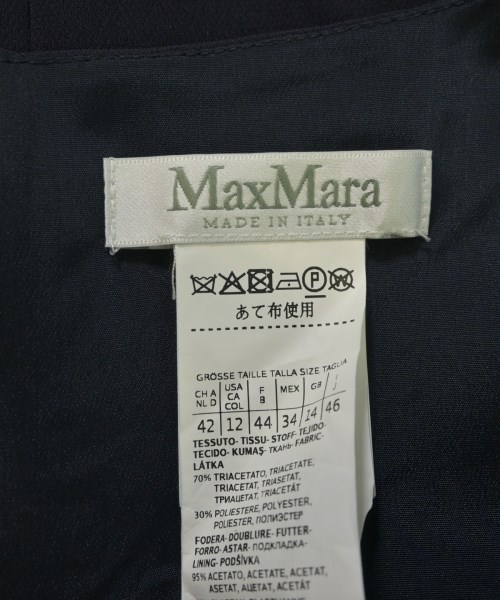 MaxMara
MADE IN ITALY
P W
あて布使用
GRÖSSE TAILLE TALLA SIZE TAGLIA
CH A NL D USA CA COL F B MEX GB I J
42 12 44 34 14 46
TESSUTO- TISSU- STOFF- TEJIDO-
TECIDO- KUMAŞ- ТКАНЬ- FABRIC-
LÁTKA
70% TRIACETATO, TRIACETATE,
TRIACETAT, TRIASETAT,
ТРИАЦЕТАТ, TRIACETÁT
30% POLIESTERE, POLYESTER,
POLIESTER, ПОЛИЭСТЕР
FODERA- DOUBLURE- FUTTER-
FORRO- ASTAR- ПОДКЛАДКА-
LINING- PODŠÍVKA
95% ACETATO, ACETATE, ACETAT,
ASETAT, АЦЕТАТ, ACETÁT